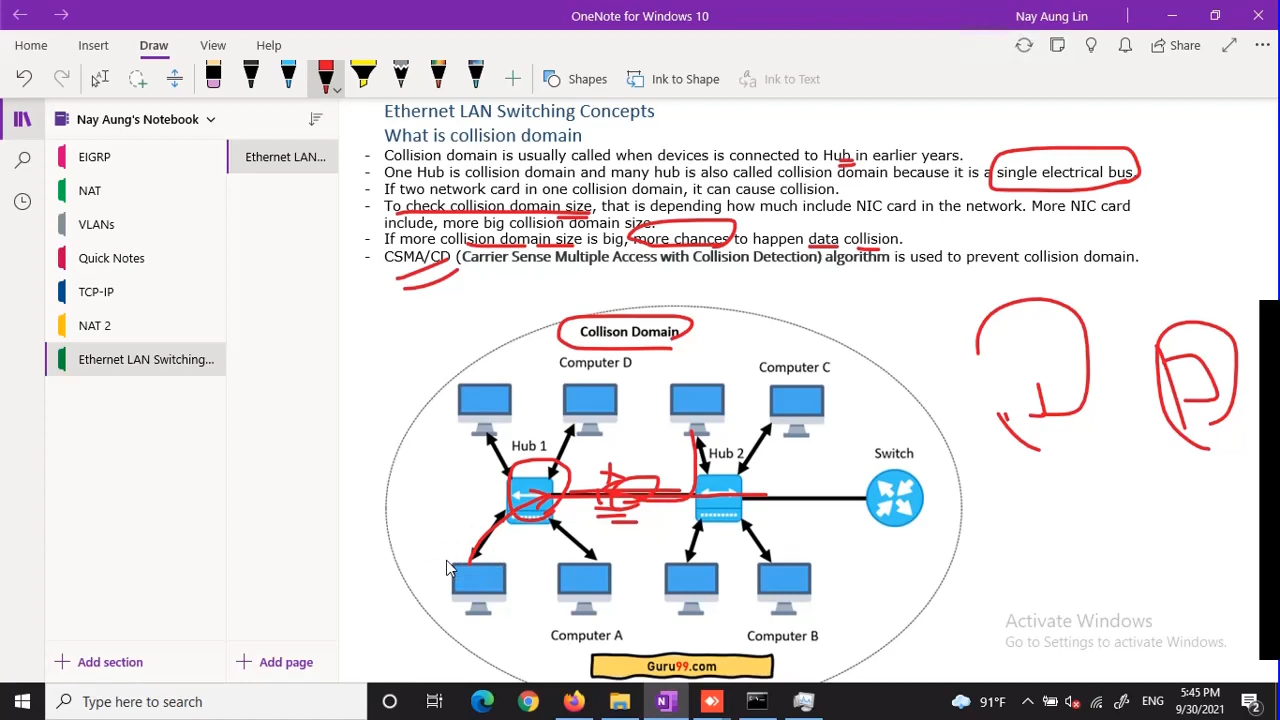 OneNote for Windows 10
Nay Aung Lin
Home Insert Draw View Help
Share
Shapes
Ink to Shape
Ink to Text
Nay Aung's Notebook
EIGRP
NAT
VLANs
Quick Notes
TCP-IP
NAT 2
Ethernet LAN Switching...
Add section
Ethernet LAN...
Add page
Ethernet LAN Switching Concepts
What is collision domain
- Collision domain is usually called when devices is connected to Hub in earlier years.
- One Hub is collision domain and many hub is also called collision domain because it is a single electrical bus.
- If two network card in one collision domain, it can cause collision.
- To check collision domain size, that is depending how much include NIC card in the network. More NIC card
include, more big collision domain size.
- If more collision domain size is big, more chances to happen data collision.
- CSMA/CD (Carrier Sense Multiple Access with Collision Detection) algorithm is used to prevent collision domain.
Collison Domain
Computer D
Computer C
Hub 1
Hub 2
Switch
Computer A
Computer B
Guru99.com
Activate Windows
Go to Settings to activate Windows.
Type here to search
91°F
ENG
3:45 PM
9/30/2021
2